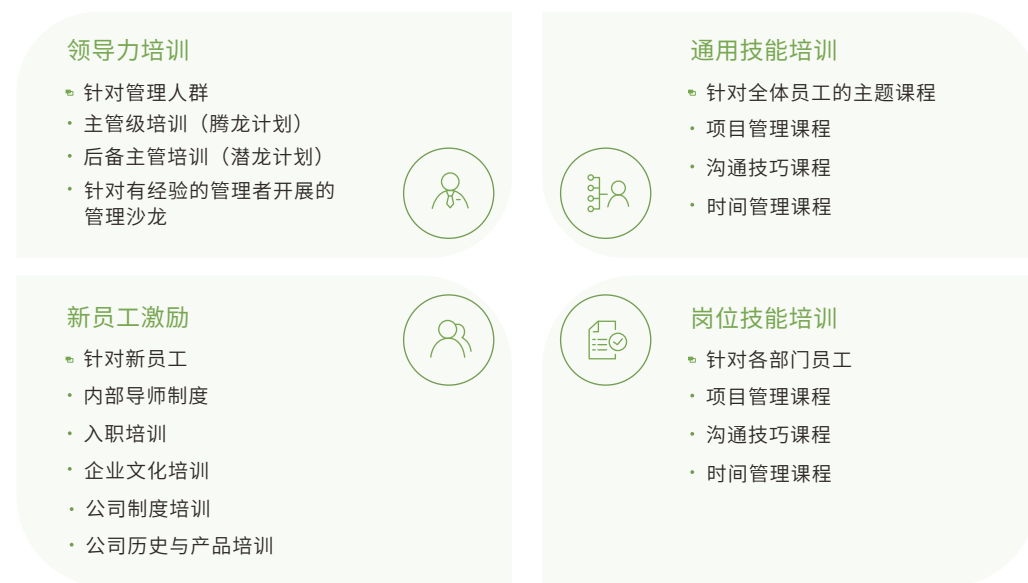 领导力培训
针对管理人群
· 主管级培训（腾龙计划）
· 后备主管培训（潜龙计划）
· 针对有经验的管理者开展的
管理沙龙
通用技能培训
针对全体员工的主题课程
· 项目管理课程
· 沟通技巧课程
· 时间管理课程
新员工激励
针对新员工
· 内部导师制度
· 入职培训
· 企业文化培训
· 公司制度培训
· 公司历史与产品培训
岗位技能培训
针对各部门员工
· 项目管理课程
· 沟通技巧课程
· 时间管理课程